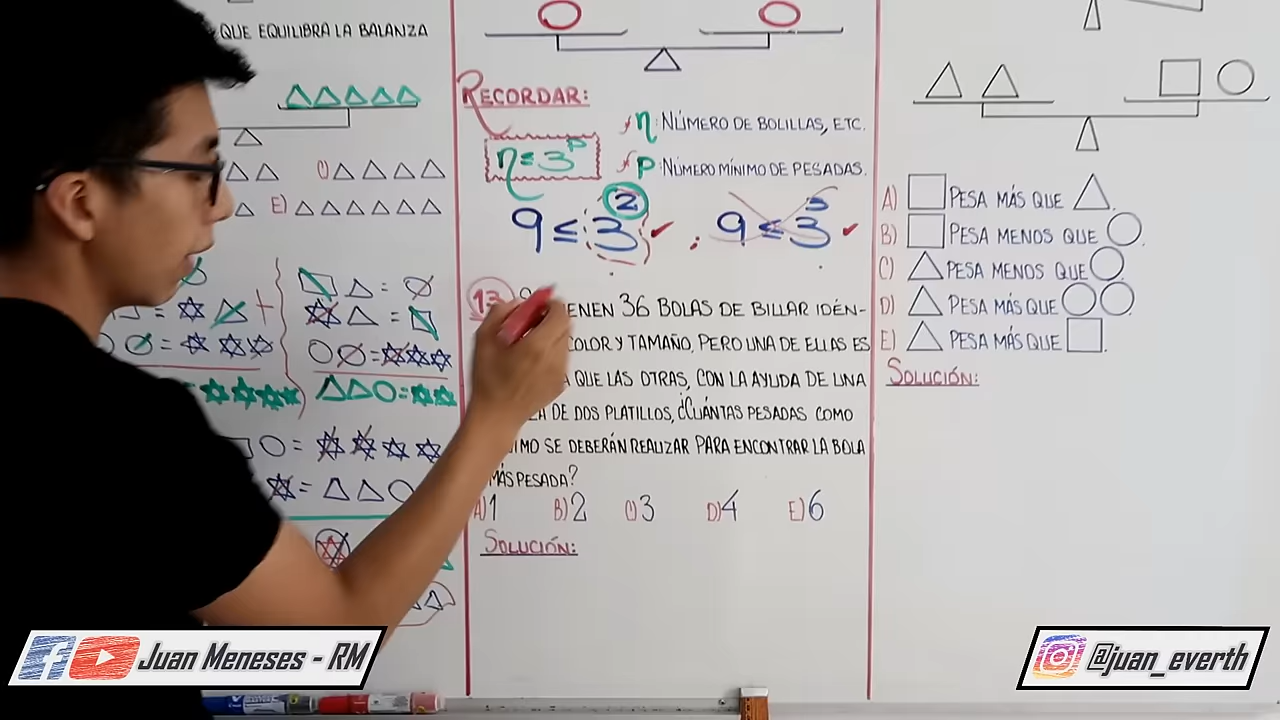 QUE EQUILIBRA LA BALANZA
C)
E)
RECORDAR:
n: NÚMERO DE BOLILLAS, ETC.
n ≤ 3^p
p: NÚMERO MÍNIMO DE PESADAS.
9 ≤ 3^2 ✓ ; 9 ≤ 3^3 ✓
13
36 BOLAS DE BILLAR IDÉN-
COLOR Y TAMAÑO, PERO UNA DE ELLAS ES
QUE LAS OTRAS, CON LA AYUDA DE UNA
DE DOS PLATILLOS, ¿CUÁNTAS PESADAS COMO
SE DEBERÁN REALIZAR PARA ENCONTRAR LA BOLA
MÁS PESADA?
A) 1 B) 2 C) 3 D) 4 E) 6
SOLUCIÓN:
A) □ PESA MÁS QUE △.
B) □ PESA MENOS QUE ○.
C) △ PESA MENOS QUE ○.
D) △ PESA MÁS QUE ○○.
E) △ PESA MÁS QUE □.
SOLUCIÓN:
Juan Meneses - RM
@juan_everth